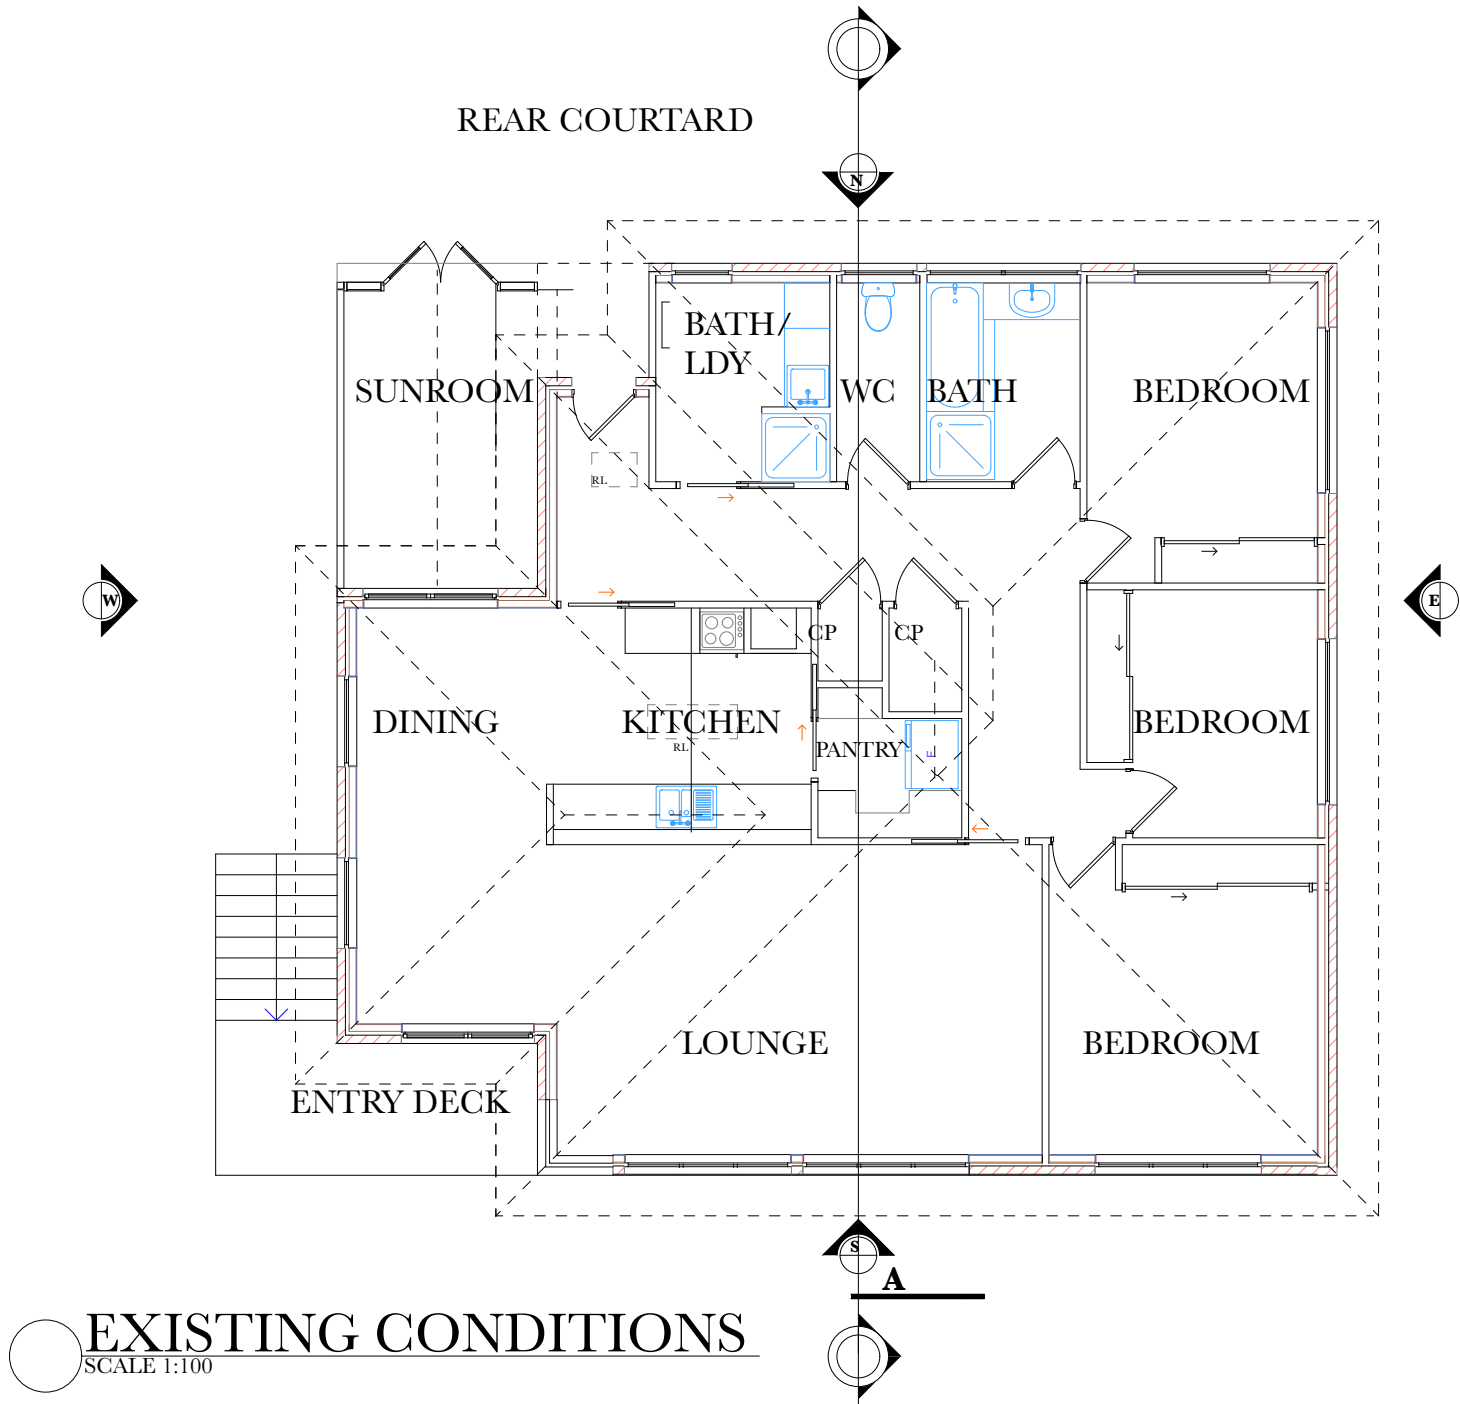 REAR COURTARD
N
BATH/
LDY
SUNROOM
WC
BATH
BEDROOM
RL
W
E
CP
CP
DINING
KITCHEN
RL
PANTRY
F
BEDROOM
LOUNGE
BEDROOM
ENTRY DECK
S
A
EXISTING CONDITIONS
SCALE 1:100